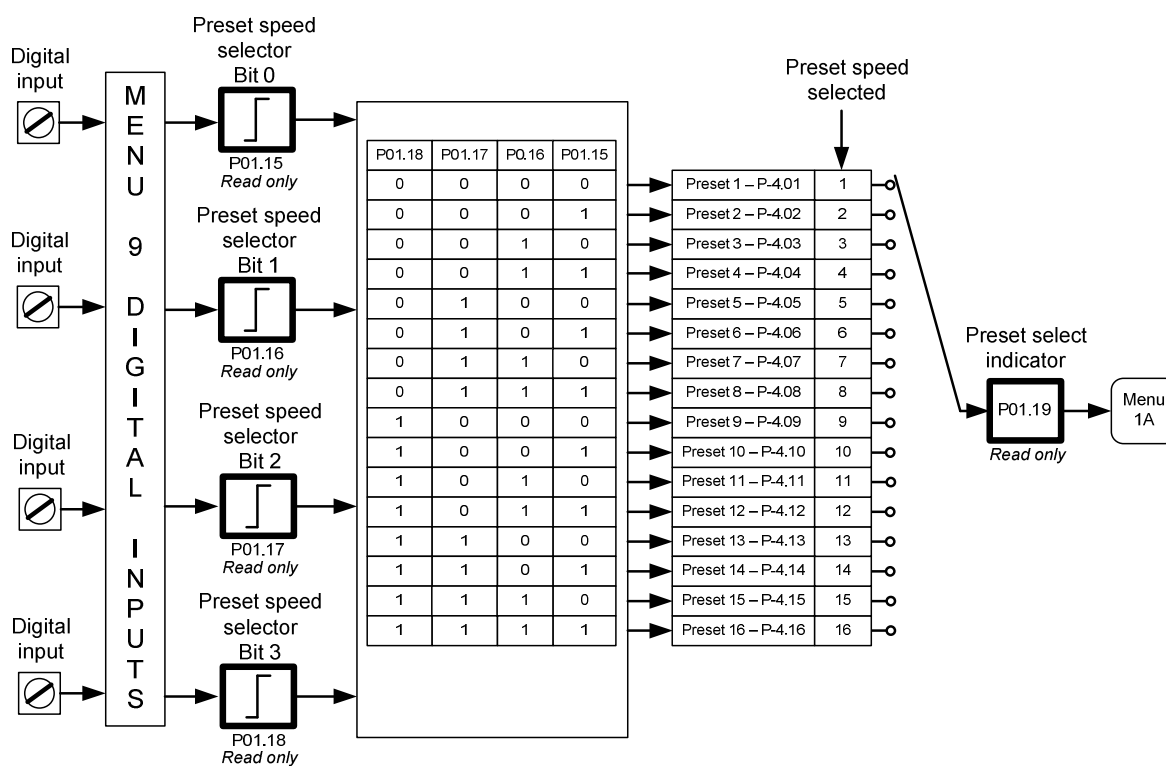 Digital
input
Digital
input
Digital
input
Digital
input
MENU 9 DIGITAL INPUTS
Preset speed
selector
Bit 0
P01.15
Read only
Preset speed
selector
Bit 1
P01.16
Read only
Preset speed
selector
Bit 2
P01.17
Read only
Preset speed
selector
Bit 3
P01.18
Read only
P01.18 P01.17 P0.16 P01.15
0 0 0 0
0 0 0 1
0 0 1 0
0 0 1 1
0 1 0 0
0 1 0 1
0 1 1 0
0 1 1 1
1 0 0 0
1 0 0 1
1 0 1 0
1 0 1 1
1 1 0 0
1 1 0 1
1 1 1 0
1 1 1 1
Preset speed
selected
Preset 1 – P-4.01 1
Preset 2 – P-4.02 2
Preset 3 – P-4.03 3
Preset 4 – P-4.04 4
Preset 5 – P-4.05 5
Preset 6 – P-4.06 6
Preset 7 – P-4.07 7
Preset 8 – P-4.08 8
Preset 9 – P-4.09 9
Preset 10 – P-4.10 10
Preset 11 – P-4.11 11
Preset 12 – P-4.12 12
Preset 13 – P-4.13 13
Preset 14 – P-4.14 14
Preset 15 – P-4.15 15
Preset 16 – P-4.16 16
Preset select
indicator
P01.19
Read only
Menu
1A